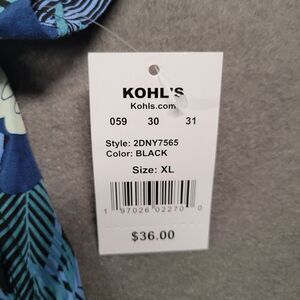 KOHL'S
Kohls.com
059 30 31
Style: 2DNY7565
Color: BLACK
Size: XL
1 97026 02270 0
$36.00